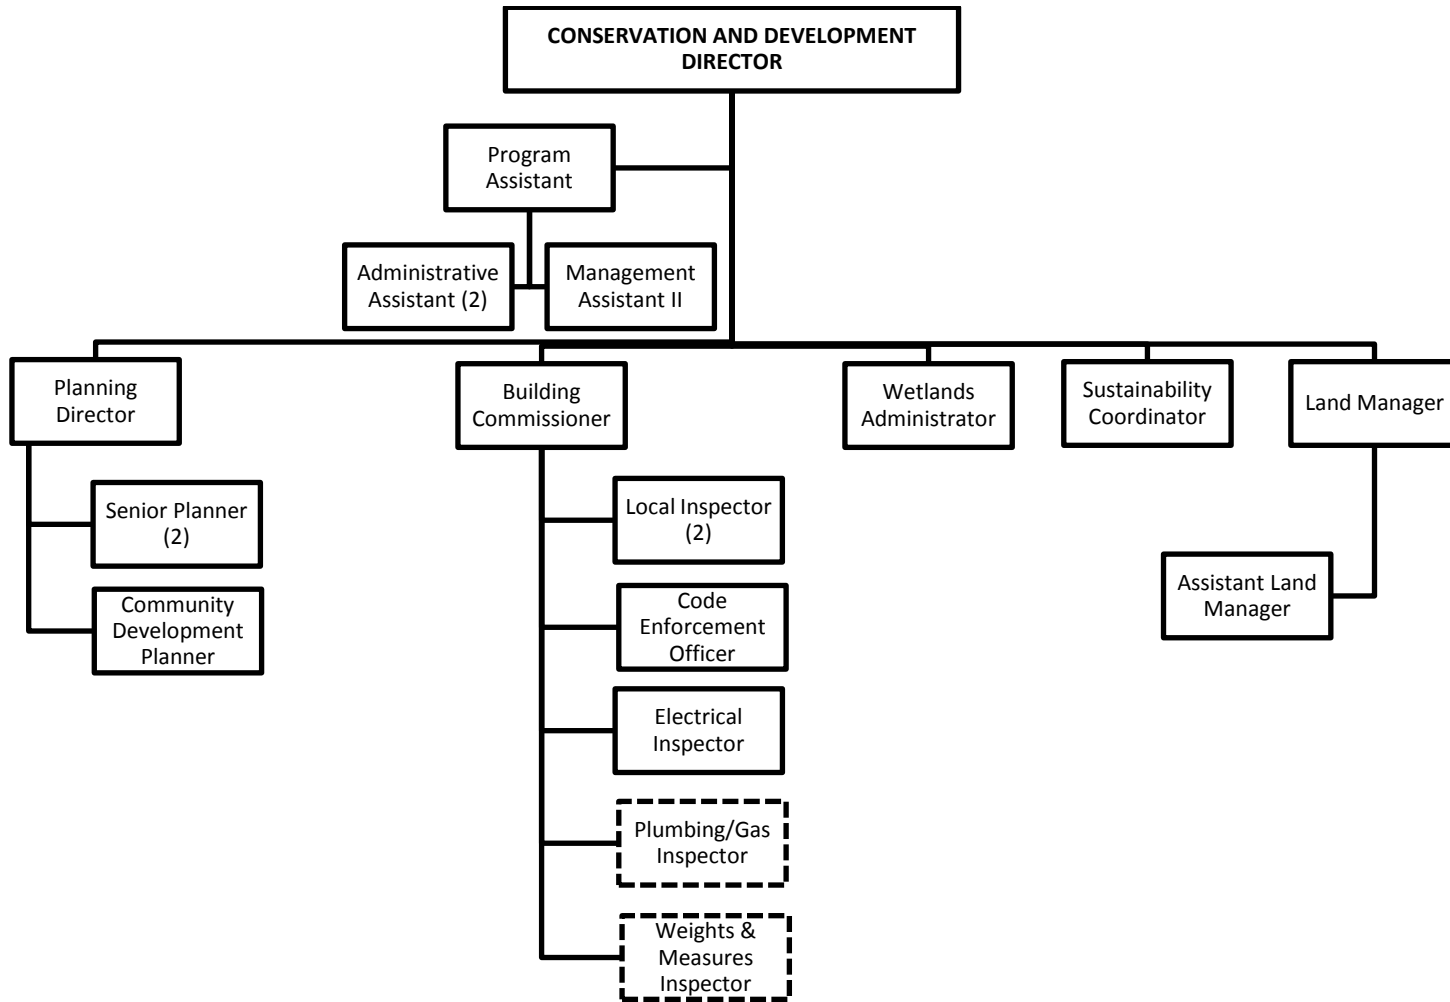 CONSERVATION AND DEVELOPMENT
DIRECTOR
Program
Assistant
Administrative
Assistant (2)
Management
Assistant II
Planning
Director
Building
Commissioner
Wetlands
Administrator
Sustainability
Coordinator
Land Manager
Senior Planner
(2)
Community
Development
Planner
Local Inspector
(2)
Code
Enforcement
Officer
Electrical
Inspector
Plumbing/Gas
Inspector
Weights &
Measures
Inspector
Assistant Land
Manager